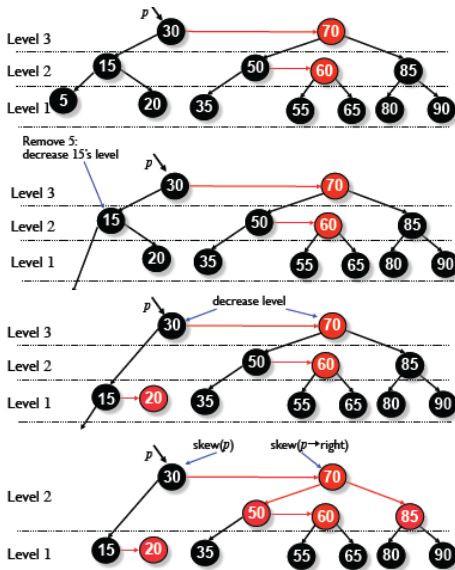 p
30 70
Level 3
15 50 60 85
Level 2
5 20 35 55 65 80 90
Level 1
Remove 5:
decrease 15's level
p
30 70
Level 3
15 50 60 85
Level 2
20 35 55 65 80 90
Level 1
decrease level
p
30 70
Level 3
50 60 85
Level 2
Level 1 15 20 35 55 65 80 90
skew(p) skew(p→right)
p
30 70
Level 2
50 60 85
Level 1 15 20 35 55 65 80 90